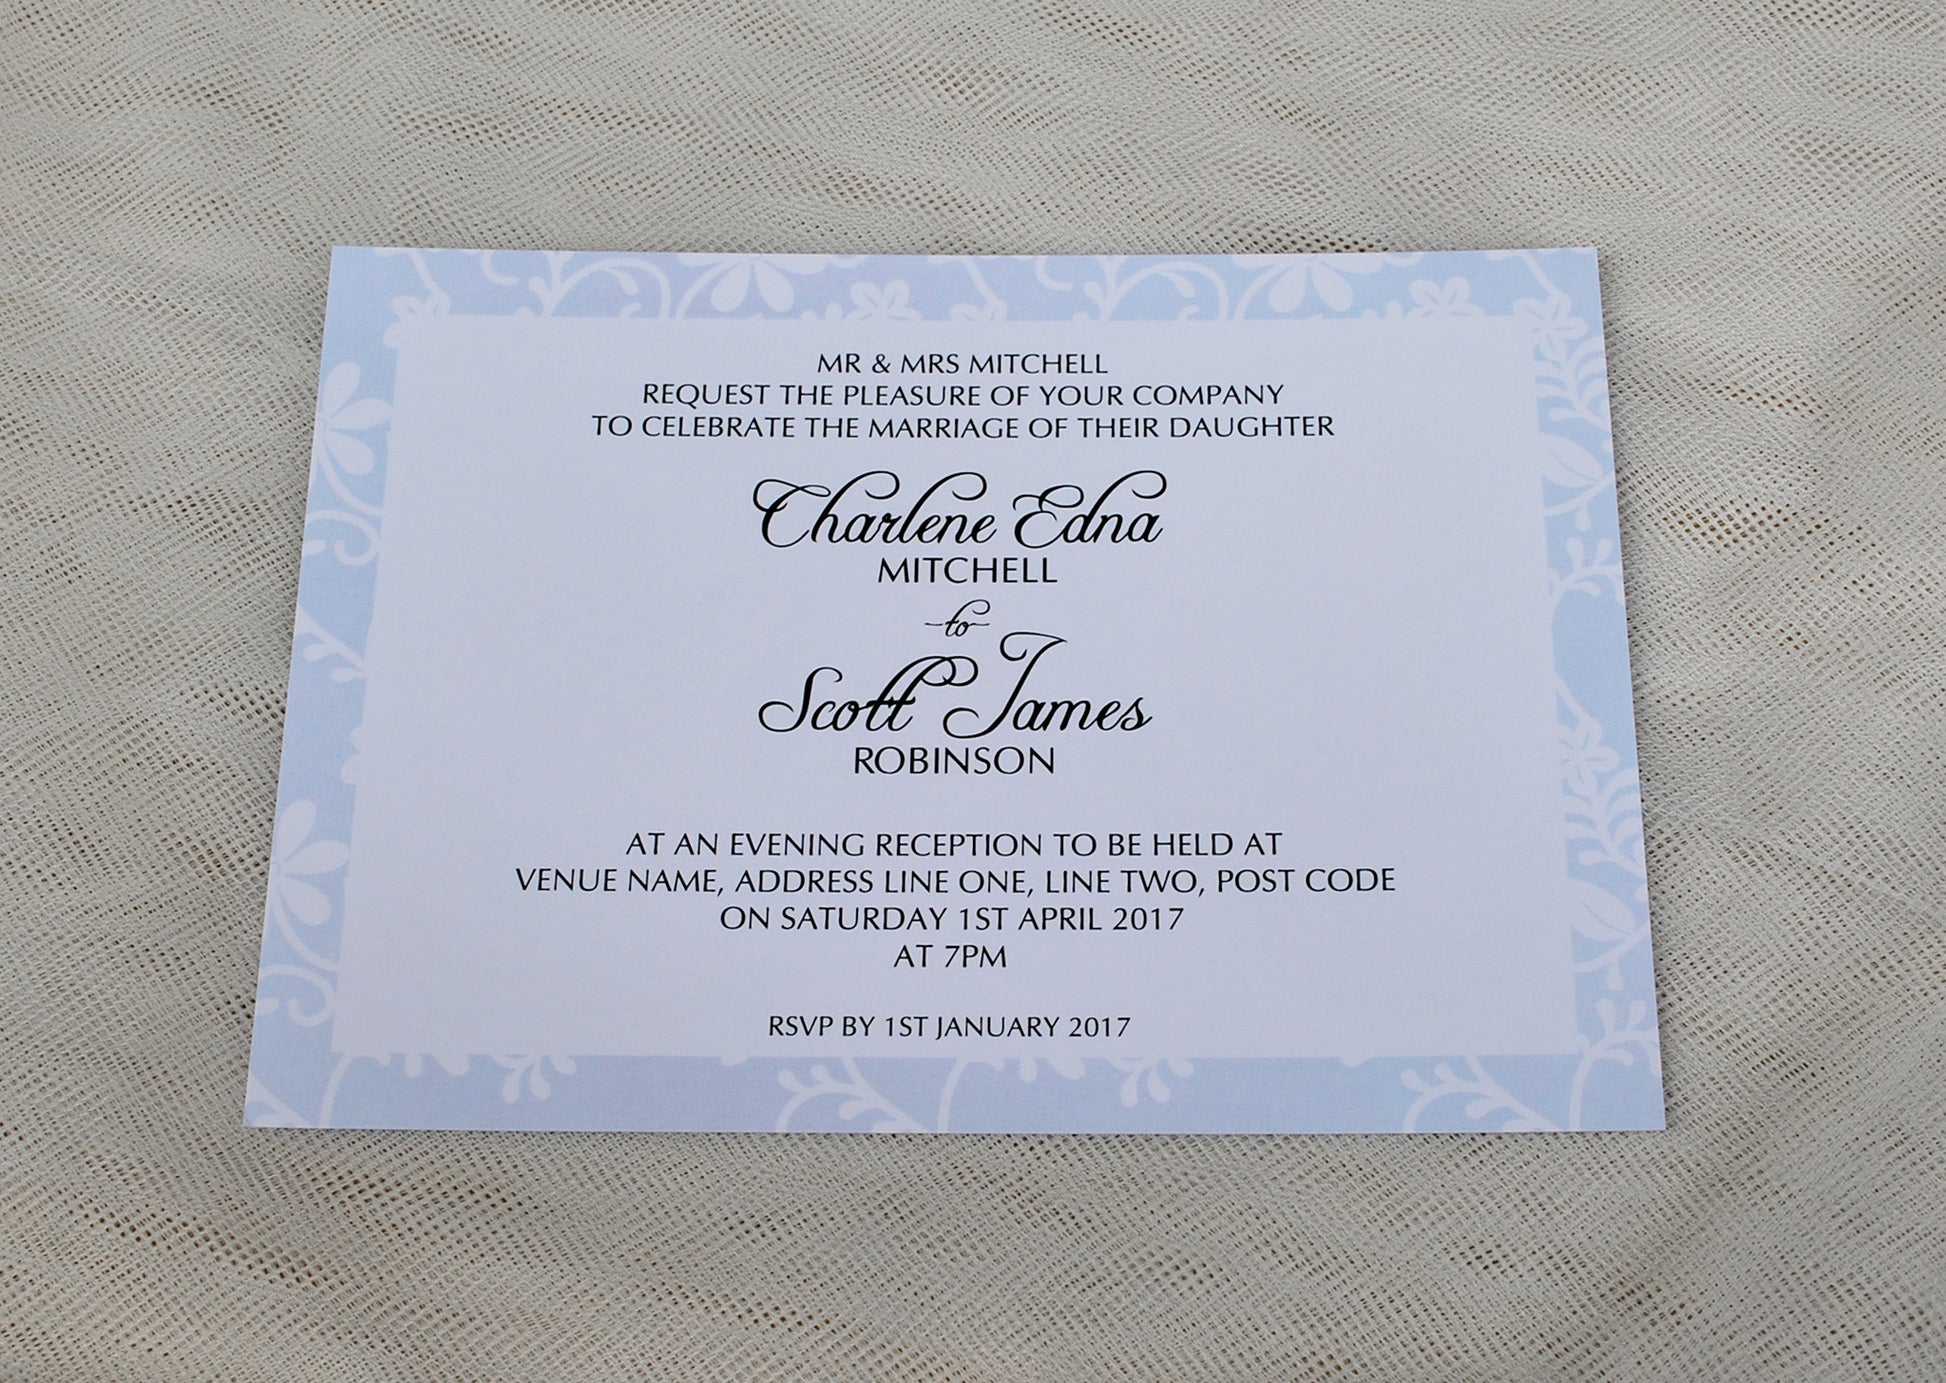 MR & MRS MITCHELL
REQUEST THE PLEASURE OF YOUR COMPANY
TO CELEBRATE THE MARRIAGE OF THEIR DAUGHTER
Charlene Edna
MITCHELL
-to-
Scott James
ROBINSON
AT AN EVENING RECEPTION TO BE HELD AT
VENUE NAME, ADDRESS LINE ONE, LINE TWO, POST CODE
ON SATURDAY 1ST APRIL 2017
AT 7PM
RSVP BY 1ST JANUARY 2017